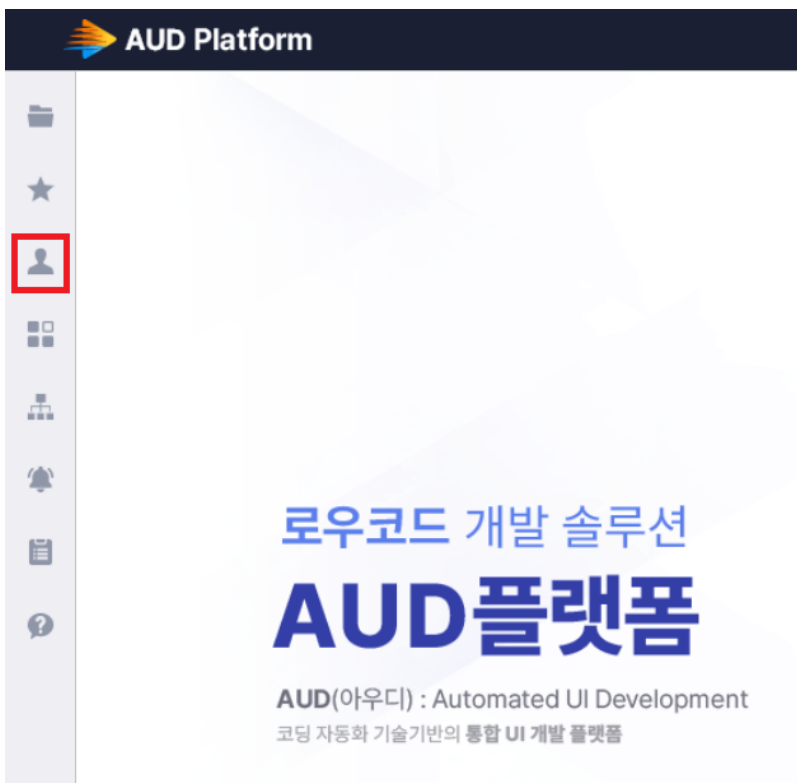 AUD Platform
로우코드 개발 솔루션
AUD플랫폼
AUD(아우디) : Automated UI Development
코딩 자동화 기술기반의 통합 UI 개발 플랫폼